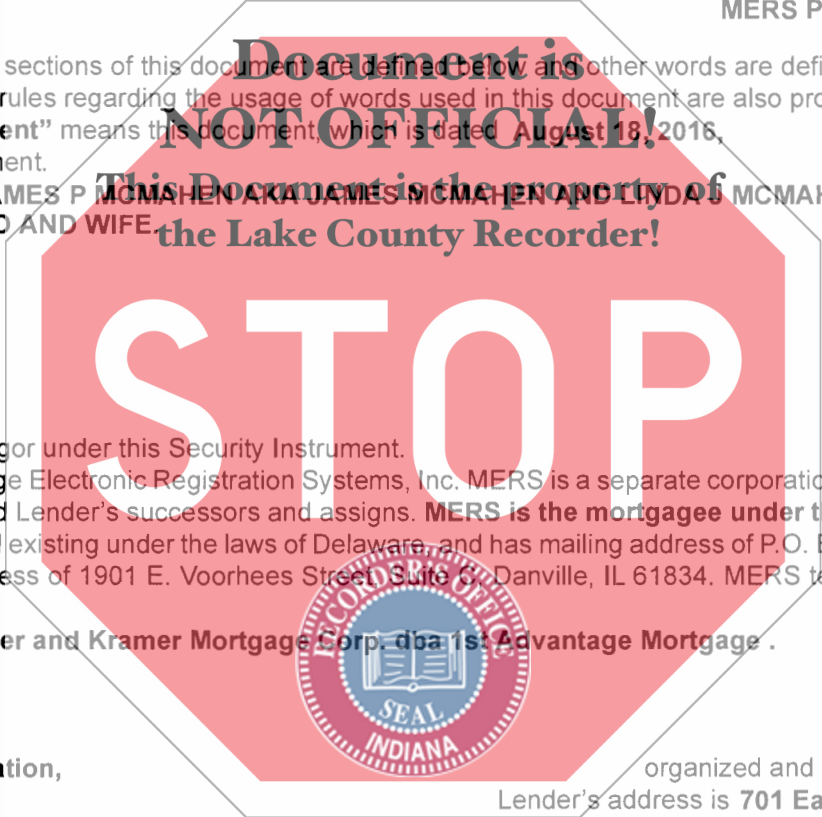 MERS P
Document is
sections of this document are defined below and other words are defi
rules regarding the usage of words used in this document are also pro
NOT OFFICIAL!
ent” means this document, which is dated August 18, 2016,
ent.
This Document is the property of
MES P MCMAHEN AKA JAMES MCMAHEN AND LINDA J MCMAH
AND WIFE.
the Lake County Recorder!
STOP
gor under this Security Instrument.
ge Electronic Registration Systems, Inc. MERS is a separate corporatio
d Lender’s successors and assigns. MERS is the mortgagee under t
existing under the laws of Delaware, and has mailing address of P.O. B
ess of 1901 E. Voorhees Street, Suite C, Danville, IL 61834. MERS te
RECORDER'S OFFICE
er and Kramer Mortgage Corp. dba 1st Advantage Mortgage .
SEAL
INDIANA
ation,
organized and
Lender’s address is 701 Ea